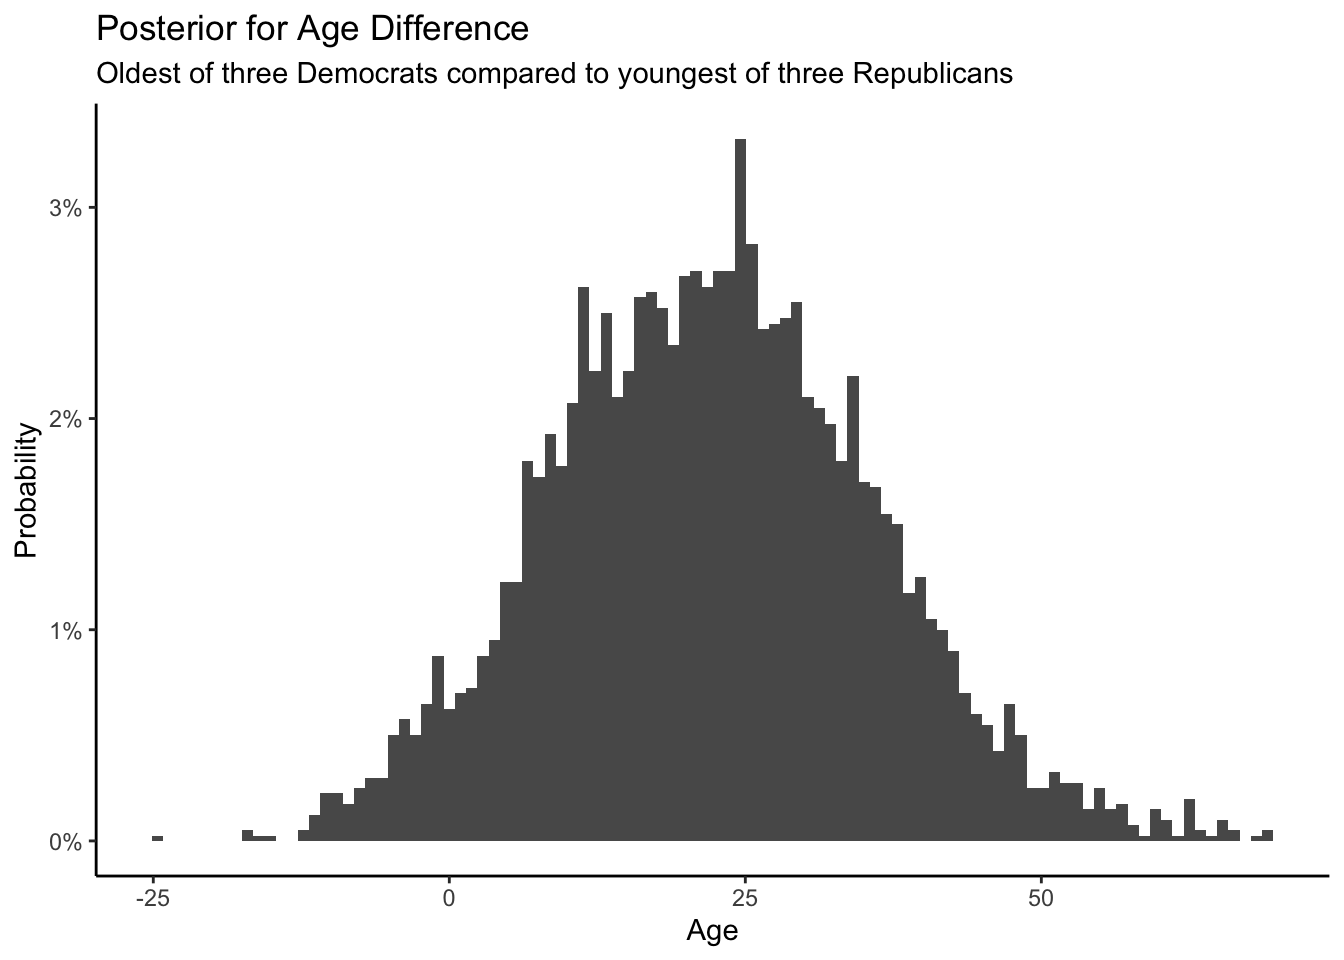 Posterior for Age Difference
Oldest of three Democrats compared to youngest of three Republicans
3%
2%
1%
0%
Probability
-25
0
25
50
Age